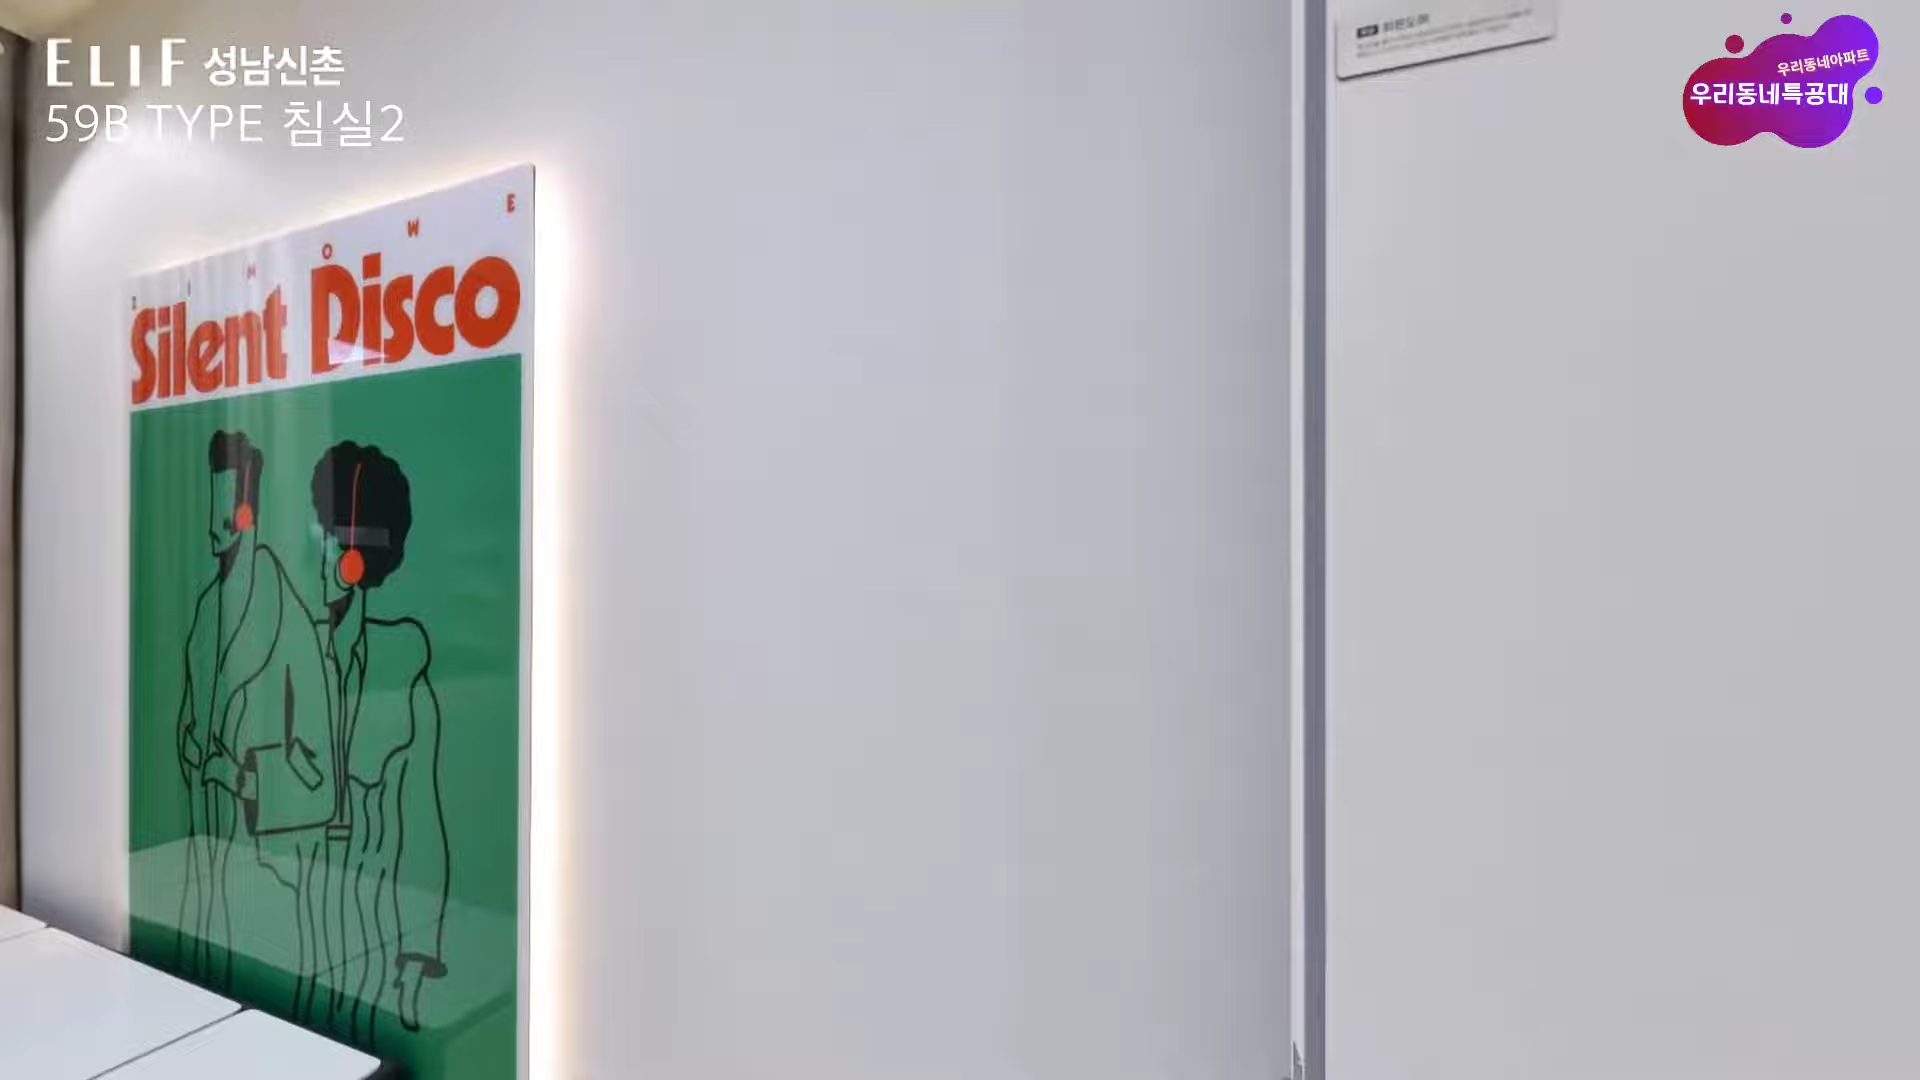 ELIF 성남신촌
59B TYPE 침실2
우리동네아파트
우리동네특공대
Z I M O W E
Silent Disco